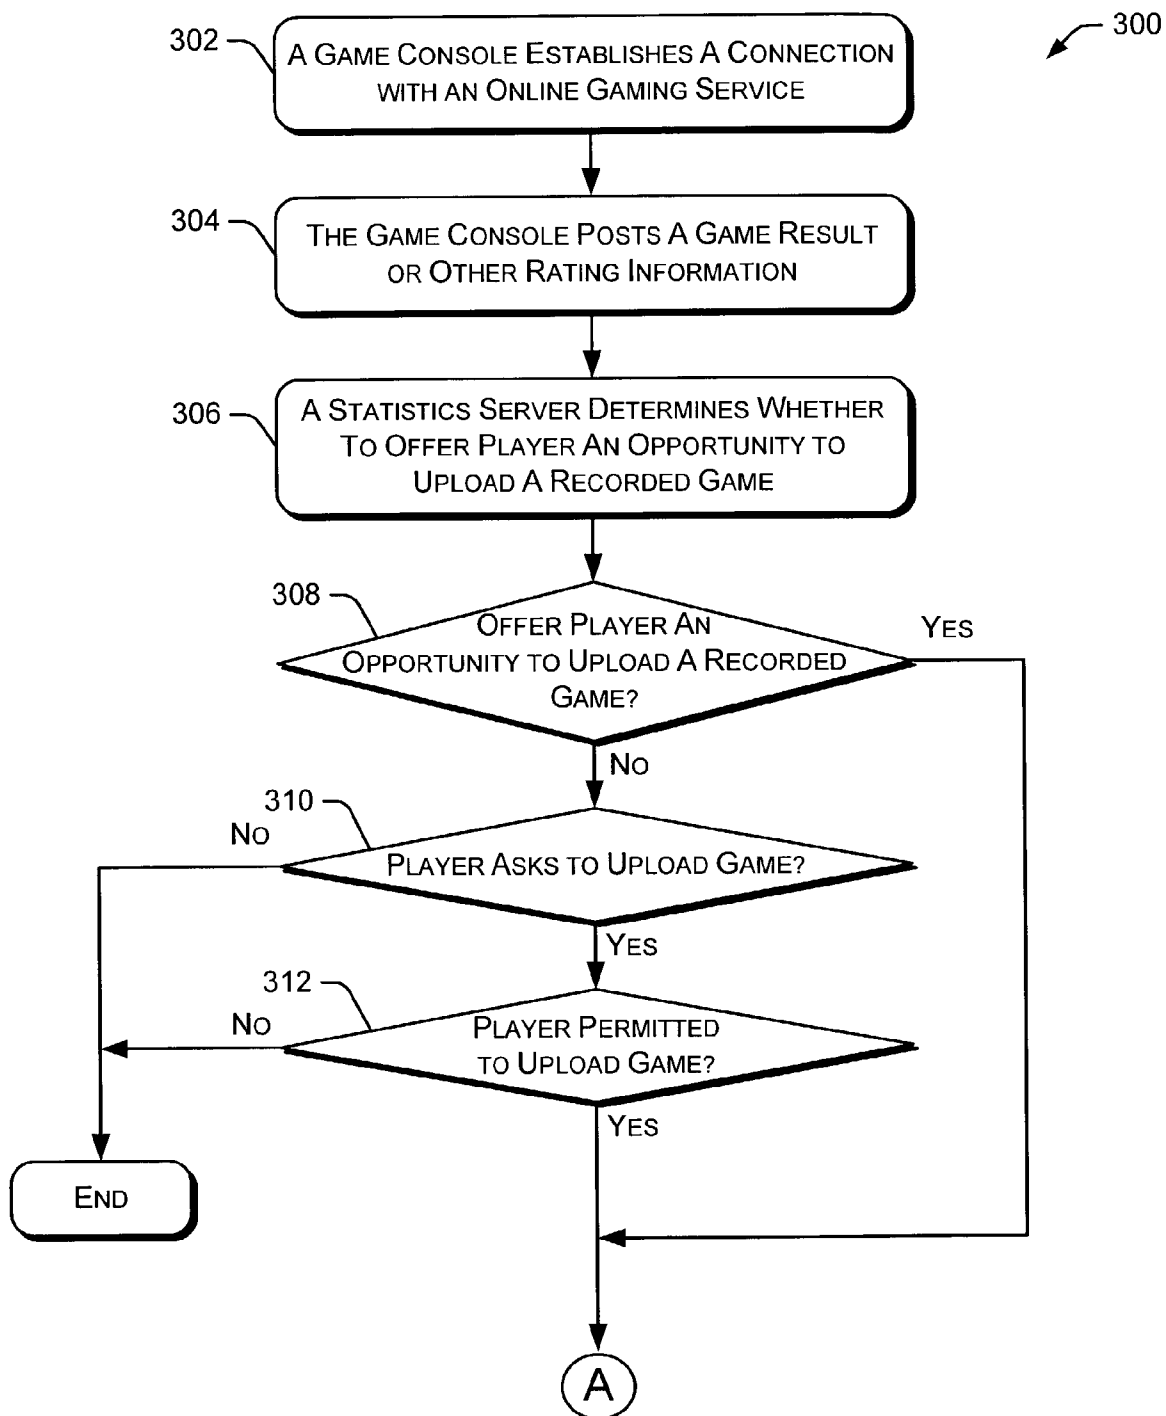 300
302
A GAME CONSOLE ESTABLISHES A CONNECTION
WITH AN ONLINE GAMING SERVICE
304
THE GAME CONSOLE POSTS A GAME RESULT
OR OTHER RATING INFORMATION
306
A STATISTICS SERVER DETERMINES WHETHER
TO OFFER PLAYER AN OPPORTUNITY TO
UPLOAD A RECORDED GAME
308
OFFER PLAYER AN
OPPORTUNITY TO UPLOAD A RECORDED
GAME?
YES
NO
310
NO
PLAYER ASKS TO UPLOAD GAME?
YES
312
NO
PLAYER PERMITTED
TO UPLOAD GAME?
YES
END
A